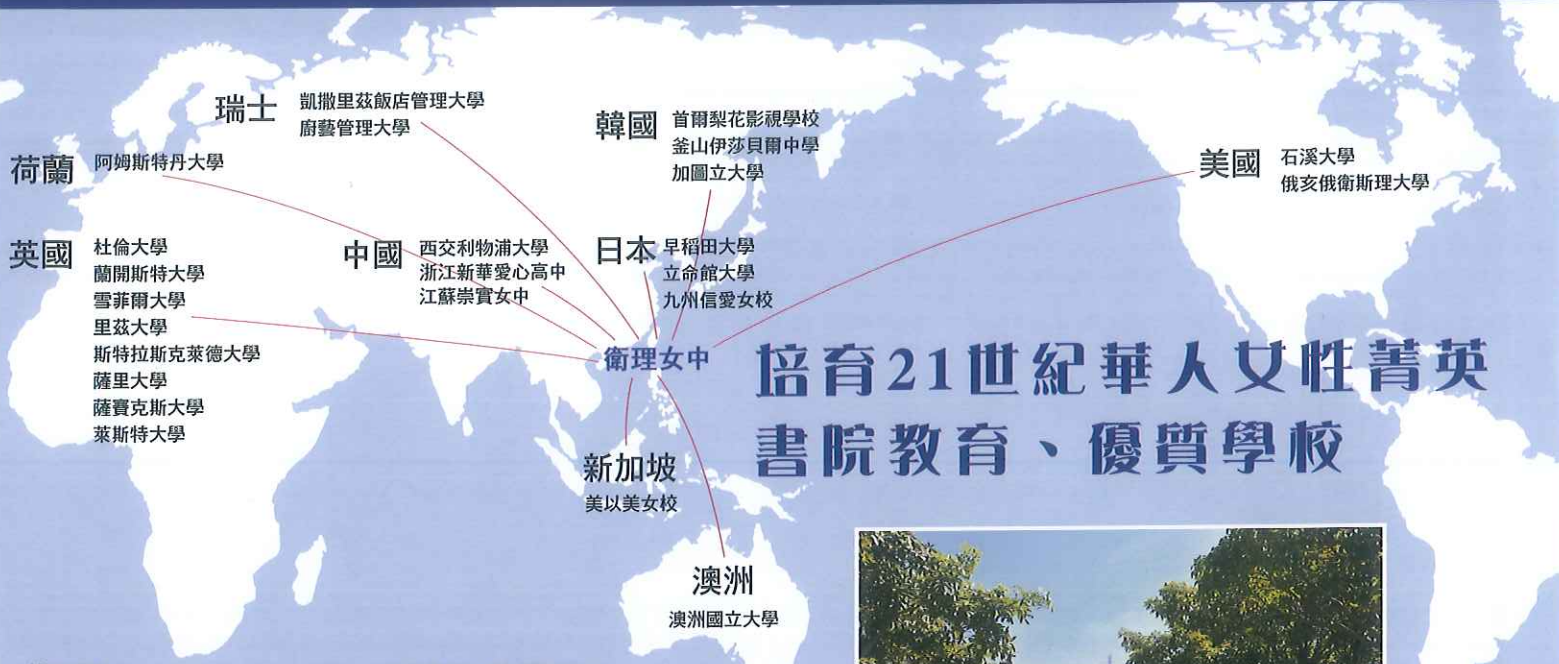 瑞士
凱撒里茲飯店管理大學
廚藝管理大學
韓國
首爾梨花影視學校
釜山伊莎貝爾中學
加圖立大學
美國
石溪大學
俄亥俄衛斯理大學
荷蘭
阿姆斯特丹大學
英國
杜倫大學
蘭開斯特大學
雪菲爾大學
里茲大學
斯特拉斯克萊德大學
薩里大學
薩賽克斯大學
萊斯特大學
中國
西交利物浦大學
浙江新華愛心高中
江蘇崇實女中
日本
早稻田大學
立命館大學
九州信愛女校
衛理女中
培育21世紀華人女性菁英
書院教育、優質學校
新加坡
美以美女校
澳洲
澳洲國立大學